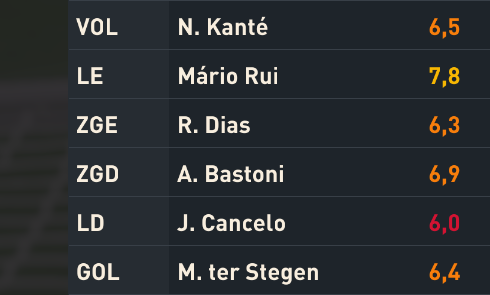 VOL N. Kanté 6,5
LE Mário Rui 7,8
ZGE R. Dias 6,3
ZGD A. Bastoni 6,9
LD J. Cancelo 6,0
GOL M. ter Stegen 6,4